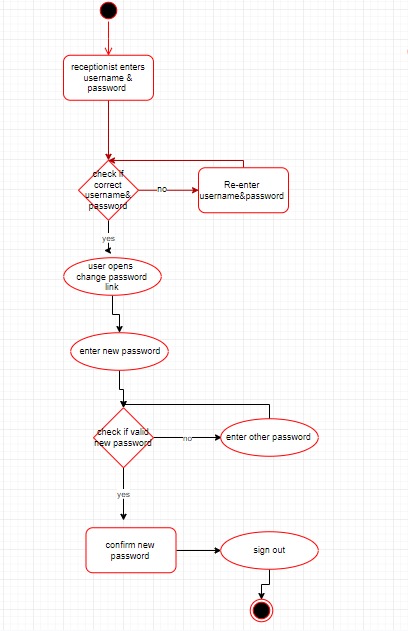 receptionist enters
username &
password
check if
correct
username&
password
no
Re-enter
username&password
yes
user opens
change password
link
enter new password
check if valid
new password
no
enter other password
yes
confirm new
password
sign out